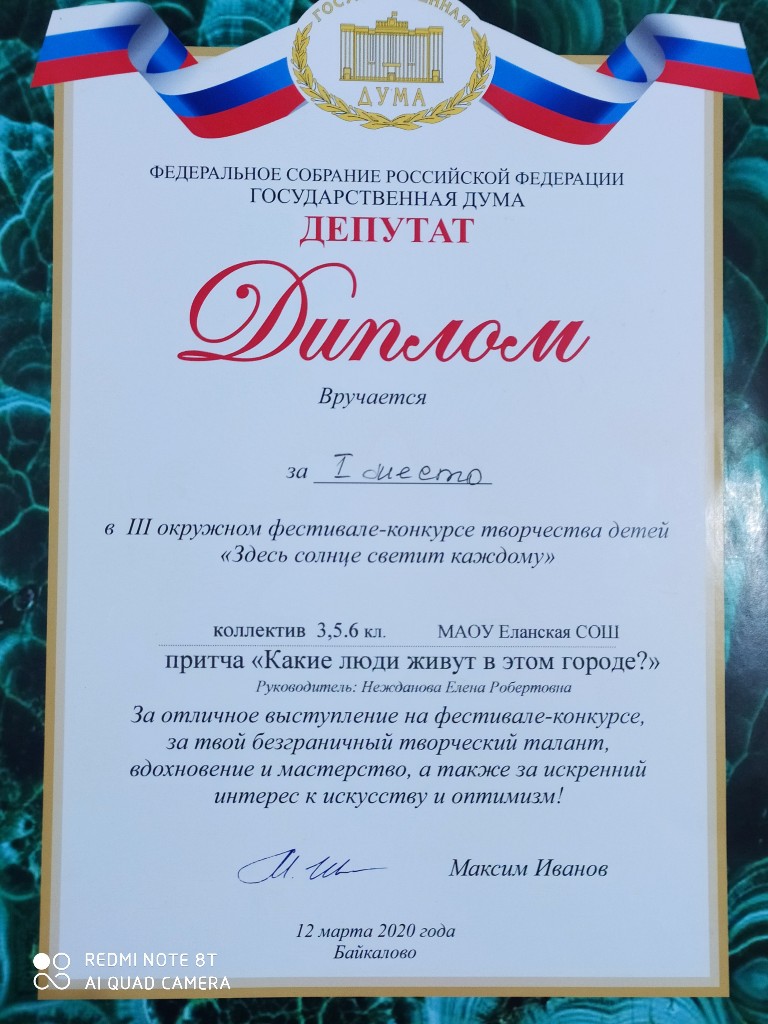 ГОСУДАРСТВЕННАЯ
ДУМА
ФЕДЕРАЛЬНОЕ СОБРАНИЕ РОССИЙСКОЙ ФЕДЕРАЦИИ
ГОСУДАРСТВЕННАЯ ДУМА
ДЕПУТАТ
Диплом
Вручается
за I место
в III окружном фестивале-конкурсе творчества детей
«Здесь солнце светит каждому»
коллектив 3,5.6 кл. МАОУ Еланская СОШ
притча «Какие люди живут в этом городе?»
Руководитель: Нежданова Елена Робертовна
За отличное выступление на фестивале-конкурсе,
за твой безграничный творческий талант,
вдохновение и мастерство, а также за искренний
интерес к искусству и оптимизм!
Максим Иванов
12 марта 2020 года
Байкалово
REDMI NOTE 8T
AI QUAD CAMERA